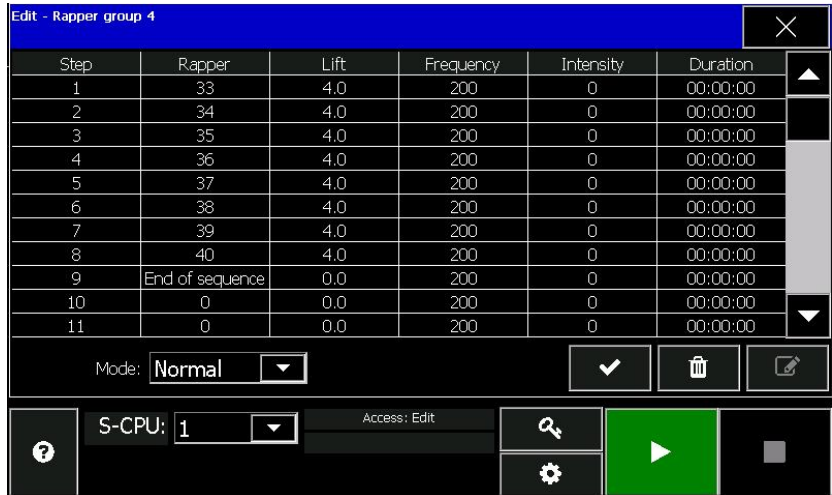 Edit - Rapper group 4
Step Rapper Lift Frequency Intensity Duration
1 33 4.0 200 0 00:00:00
2 34 4.0 200 0 00:00:00
3 35 4.0 200 0 00:00:00
4 36 4.0 200 0 00:00:00
5 37 4.0 200 0 00:00:00
6 38 4.0 200 0 00:00:00
7 39 4.0 200 0 00:00:00
8 40 4.0 200 0 00:00:00
9 End of sequence 0.0 200 0 00:00:00
10 0 0.0 200 0 00:00:00
11 0 0.0 200 0 00:00:00
Mode: Normal
S-CPU: 1 Access: Edit